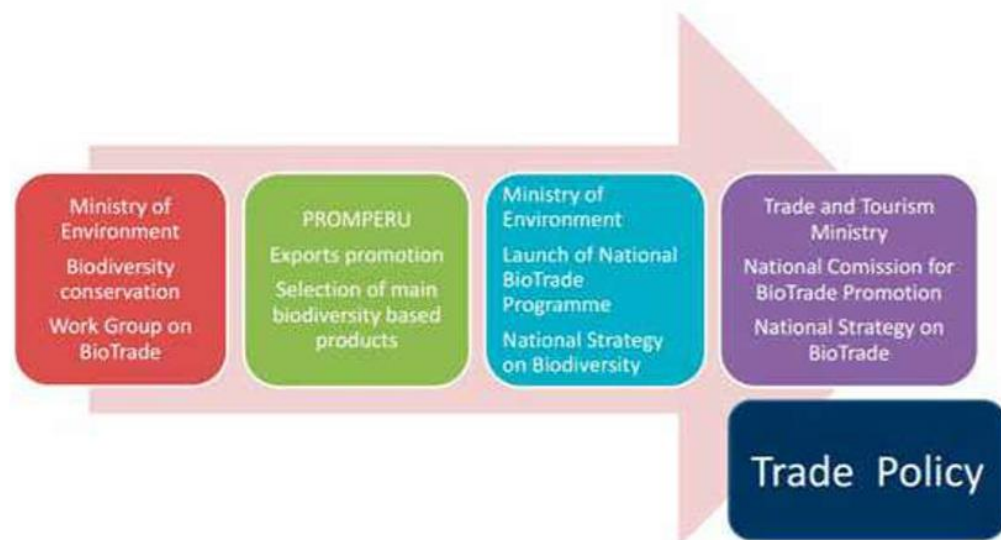 Ministry of
Environment
Biodiversity
conservation
Work Group on
BioTrade
PROMPERU
Exports promotion
Selection of main
biodiversity based
products
Ministry of
Environment
Launch of National
BioTrade
Programme
National Strategy
on Biodiversity
Trade and Tourism
Ministry
National Comission for
BioTrade Promotion
National Strategy on
BioTrade
Trade Policy